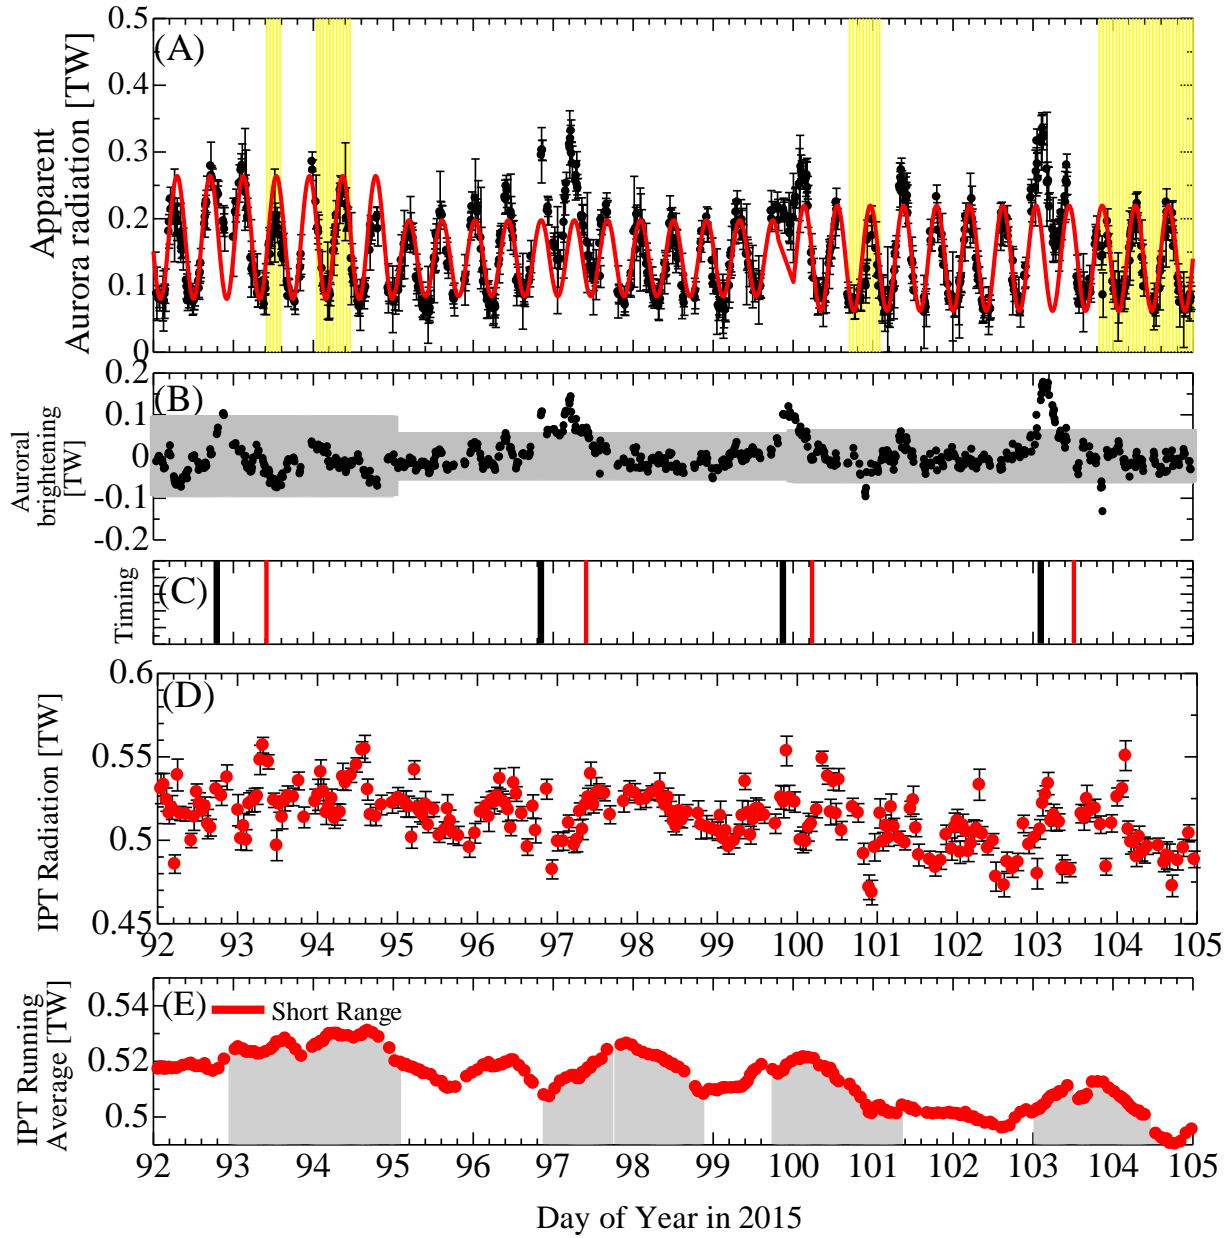 (A)
Apparent
Aurora radiation [TW]
0.5
0.4
0.3
0.2
0.1
0
(B)
Auroral
brightening
[TW]
0.2
0.1
0
-0.1
-0.2
(C)
Timing
(D)
IPT Radiation [TW]
0.6
0.55
0.5
0.45
92 93 94 95 96 97 98 99 100 101 102 103 104 105
(E)
Short Range
IPT Running
Average [TW]
0.54
0.52
0.5
92 93 94 95 96 97 98 99 100 101 102 103 104 105
Day of Year in 2015